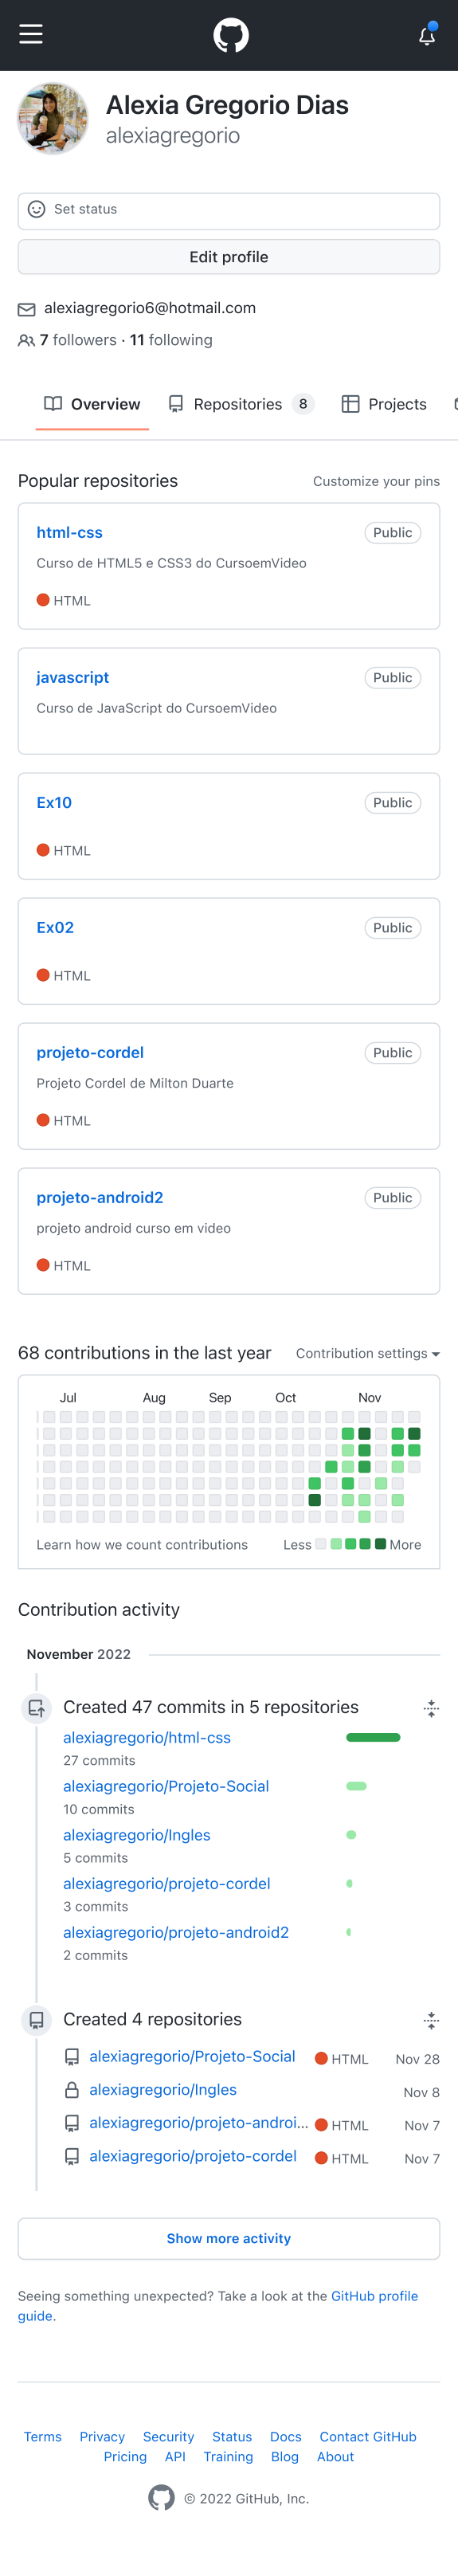 Alexia Gregorio Dias
alexiagregorio
Set status
Edit profile
alexiagregorio6@hotmail.com
7 followers · 11 following
Overview Repositories 8 Projects
Popular repositories Customize your pins
html-css Public
Curso de HTML5 e CSS3 do CursoemVideo
HTML
javascript Public
Curso de JavaScript do CursoemVideo
Ex10 Public
HTML
Ex02 Public
HTML
projeto-cordel Public
Projeto Cordel de Milton Duarte
HTML
projeto-android2 Public
projeto android curso em video
HTML
68 contributions in the last year Contribution settings
Jul Aug Sep Oct Nov
Learn how we count contributions Less More
Contribution activity
November 2022
Created 47 commits in 5 repositories
alexiagregorio/html-css
27 commits
alexiagregorio/Projeto-Social
10 commits
alexiagregorio/Ingles
5 commits
alexiagregorio/projeto-cordel
3 commits
alexiagregorio/projeto-android2
2 commits
Created 4 repositories
alexiagregorio/Projeto-Social HTML Nov 28
alexiagregorio/Ingles Nov 8
alexiagregorio/projeto-androi... HTML Nov 7
alexiagregorio/projeto-cordel HTML Nov 7
Show more activity
Seeing something unexpected? Take a look at the GitHub profile
guide.
Terms Privacy Security Status Docs Contact GitHub
Pricing API Training Blog About
© 2022 GitHub, Inc.